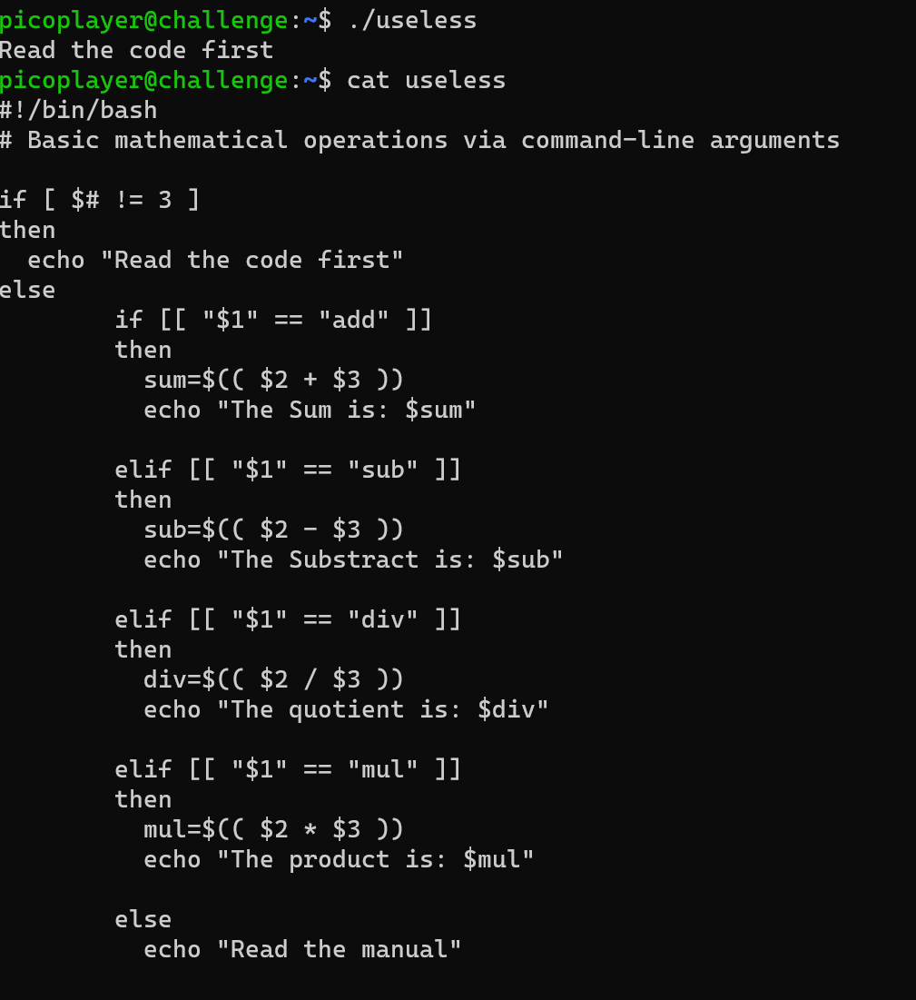 picoplayer@challenge:~$ ./useless
Read the code first
picoplayer@challenge:~$ cat useless
#!/bin/bash
# Basic mathematical operations via command-line arguments

if [ $# != 3 ]
then
  echo "Read the code first"
else
        if [[ "$1" == "add" ]]
        then
          sum=$(( $2 + $3 ))
          echo "The Sum is: $sum"

        elif [[ "$1" == "sub" ]]
        then
          sub=$(( $2 - $3 ))
          echo "The Substract is: $sub"

        elif [[ "$1" == "div" ]]
        then
          div=$(( $2 / $3 ))
          echo "The quotient is: $div"

        elif [[ "$1" == "mul" ]]
        then
          mul=$(( $2 * $3 ))
          echo "The product is: $mul"

        else
          echo "Read the manual"